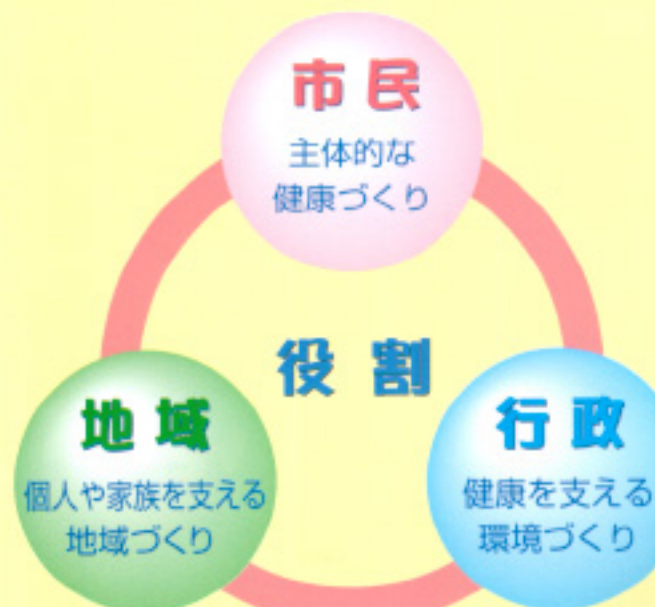 市民
主体的な
健康づくり
役割
地域
個人や家族を支える
地域づくり
行政
健康を支える
環境づくり